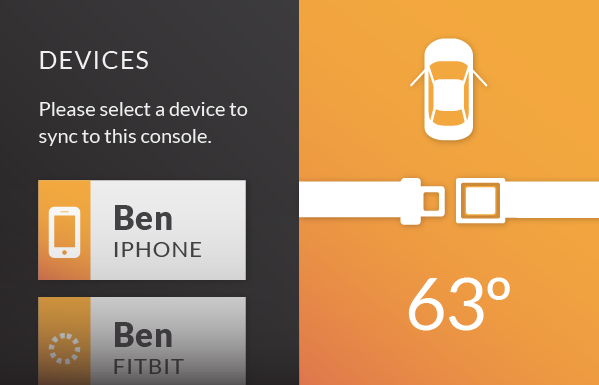 DEVICES
Please select a device to
sync to this console.
Ben
IPHONE
Ben
FITBIT
63°